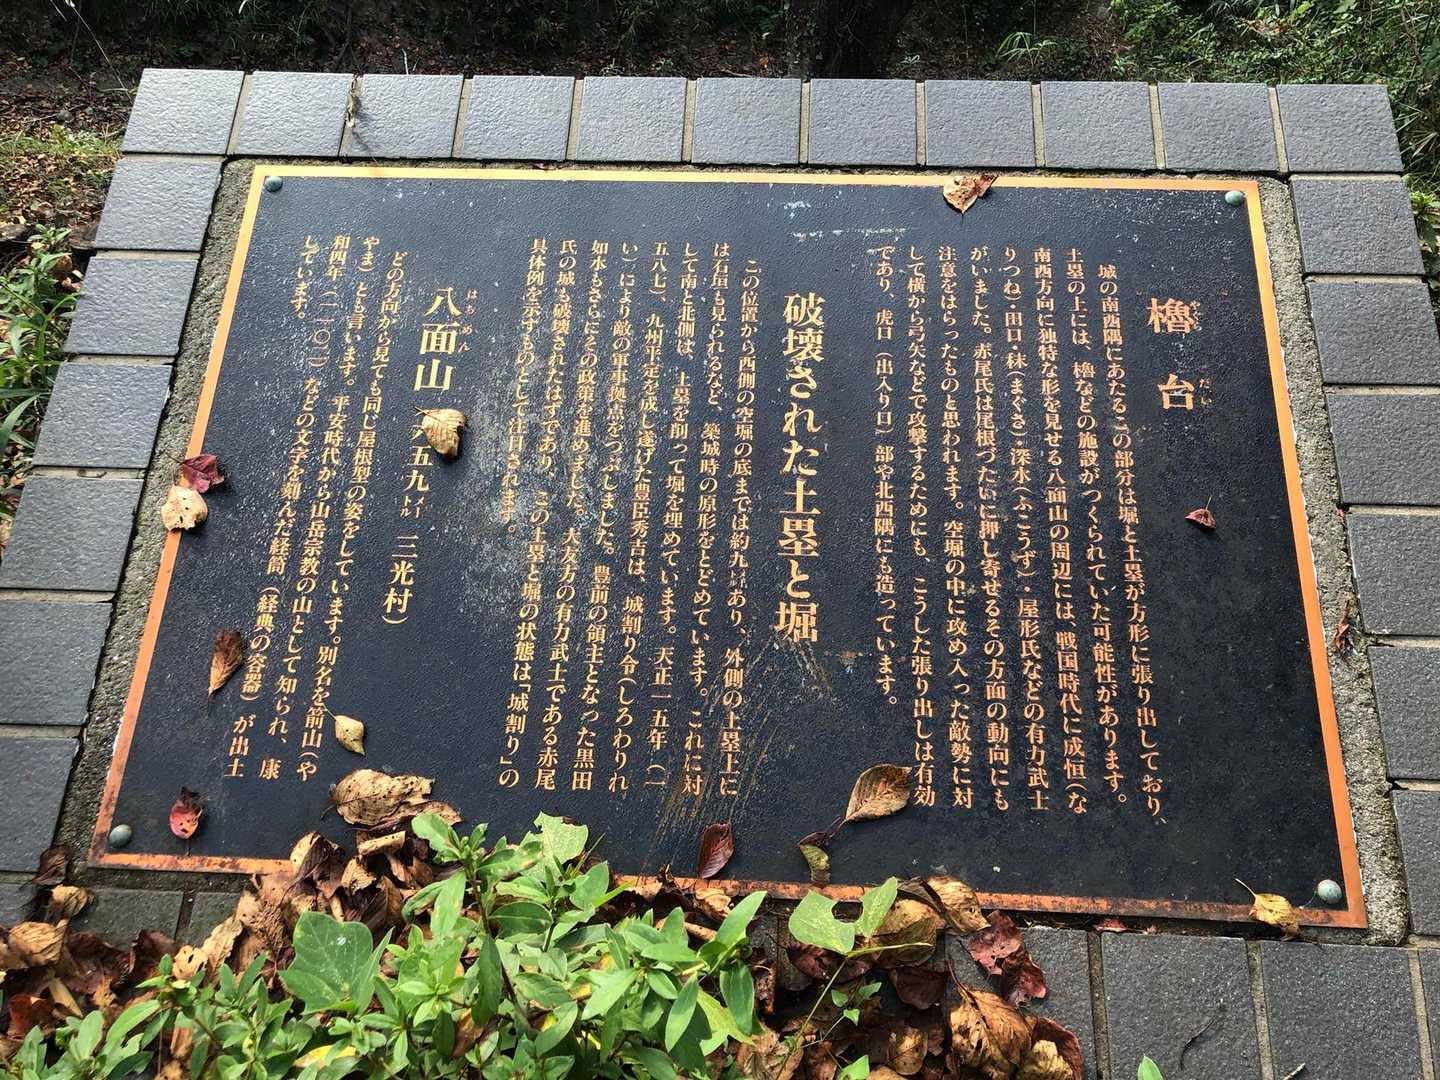 櫓台
やぐらだい
城の南西隅にあたるこの部分は堀と土塁が方形に張り出しており、
土塁の上には、櫓などの施設がつくられていた可能性があります。
南西方向に独特な形を見せる八面山の周辺には、戦国時代に成恒(な
りつね)・田口・秣(まぐさ)・深水(ふこうず)・屋形氏などの有力武士
がいました。赤尾氏は尾根づたいに押し寄せるその方面の動向にも
注意をはらったものと思われます。空堀の中に攻め入った敵勢に対
して横から弓矢などで攻撃するためにも、こうした張り出しは有効
であり、虎口(出入り口)部や北西隅にも造っています。
破壊された土塁と堀
この位置から西側の空堀の底までは約九㍍あり、外側の土塁上に
は石垣も見られるなど、築城時の原形をとどめています。これに対
して南と北側は、土塁を削って堀を埋めています。天正一五年(一
五八七)、九州平定を成し遂げた豊臣秀吉は、城割り令(しろわりれ
い)により敵の軍事拠点をつぶしました。豊前の領主となった黒田
如水もさらにその政策を進めました。大友方の有力武士である赤尾
氏の城も破壊されたはずであり、この土塁と堀の状態は「城割り」の
具体例を示すものとして注目されます。
八面山 六五九メートル 三光村)
はちめん
どの方向から見ても同じ屋根型の姿をしています。別名を箭山(や
やま)とも言います。平安時代から山岳宗教の山として知られ、康
和四年(一一〇二)などの文字を刻んだ経筒(経典の容器)が出土
しています。